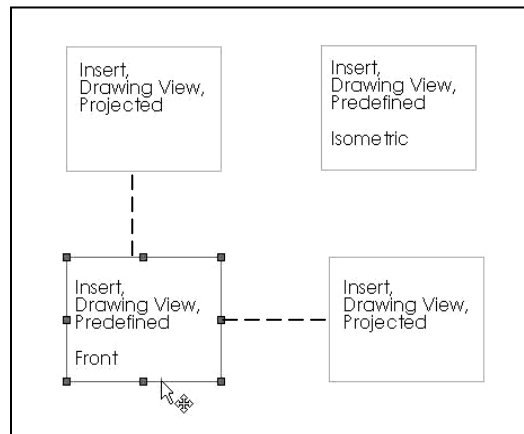 Insert,
Drawing View,
Projected
Insert,
Drawing View,
Predefined
Isometric
Insert,
Drawing View,
Predefined
Front
Insert,
Drawing View,
Projected